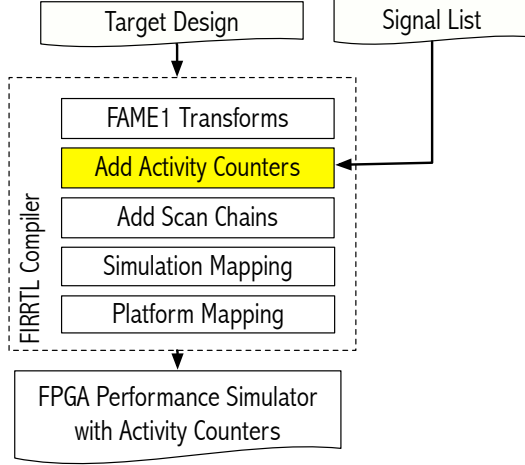 Target Design
Signal List
FAME1 Transforms
Add Activity Counters
Add Scan Chains
Simulation Mapping
Platform Mapping
FIRRTL Compiler
FPGA Performance Simulator
with Activity Counters